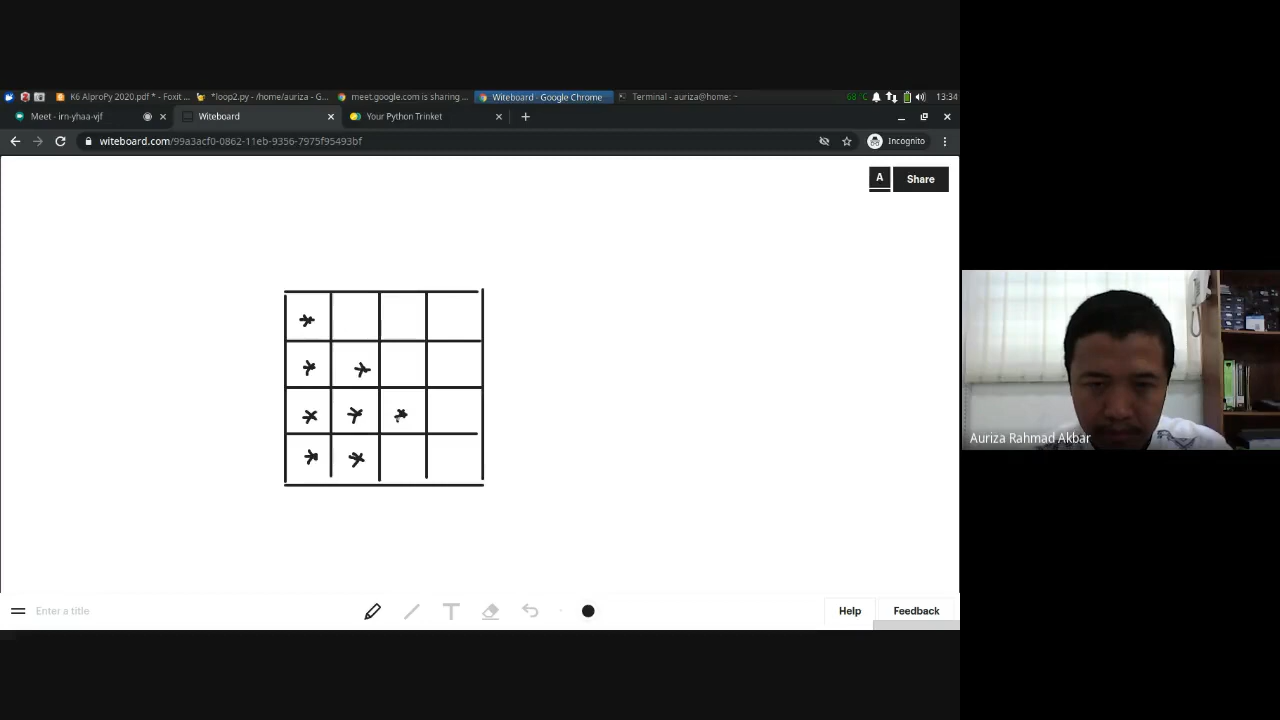 K6 AlproPy 2020.pdf * - Foxit ... *loop2.py - /home/auriza - G... meet.google.com is sharing ... Witeboard - Google Chrome Terminal - auriza@home: ~ 68°C 13:34
Meet - irn-yhaa-vjf Witeboard Your Python Trinket
witeboard.com/99a3acf0-0862-11eb-9356-7975f95493bf Incognito
A Share
* 
* *
* * *
* *
Auriza Rahmad Akbar
Enter a title T Help Feedback